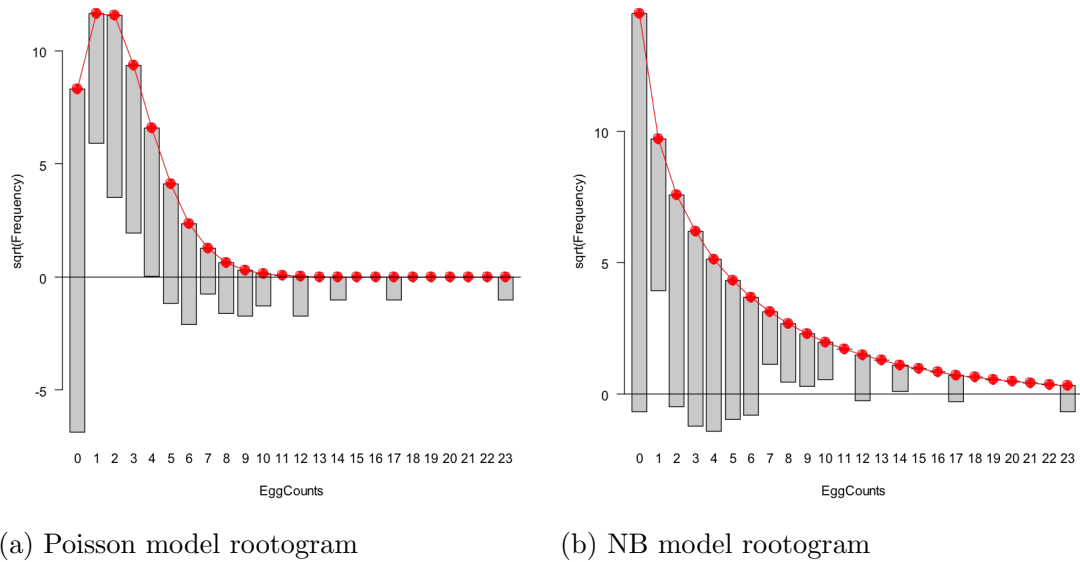 10
5
0
-5
sqrt(Frequency)
0 1 2 3 4 5 6 7 8 9 10 11 12 13 14 15 16 17 18 19 20 21 22 23
EggCounts
(a) Poisson model rootogram
10
5
0
sqrt(Frequency)
0 1 2 3 4 5 6 7 8 9 10 11 12 13 14 15 16 17 18 19 20 21 22 23
EggCounts
(b) NB model rootogram